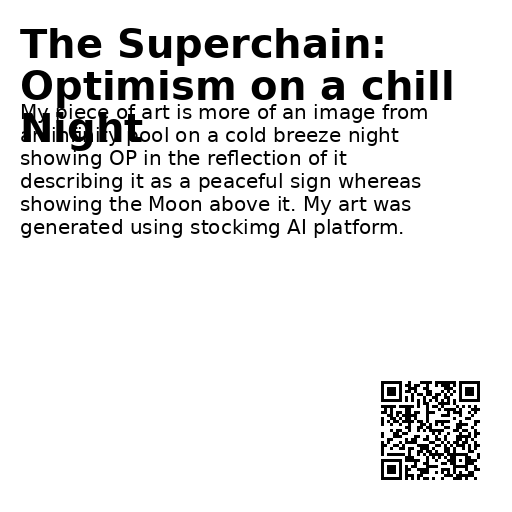 The Superchain:
Optimism on a chill
Night
My piece of art is more of an image from
an infinity pool on a cold breeze night
showing OP in the reflection of it
describing it as a peaceful sign whereas
showing the Moon above it. My art was
generated using stockimg AI platform.